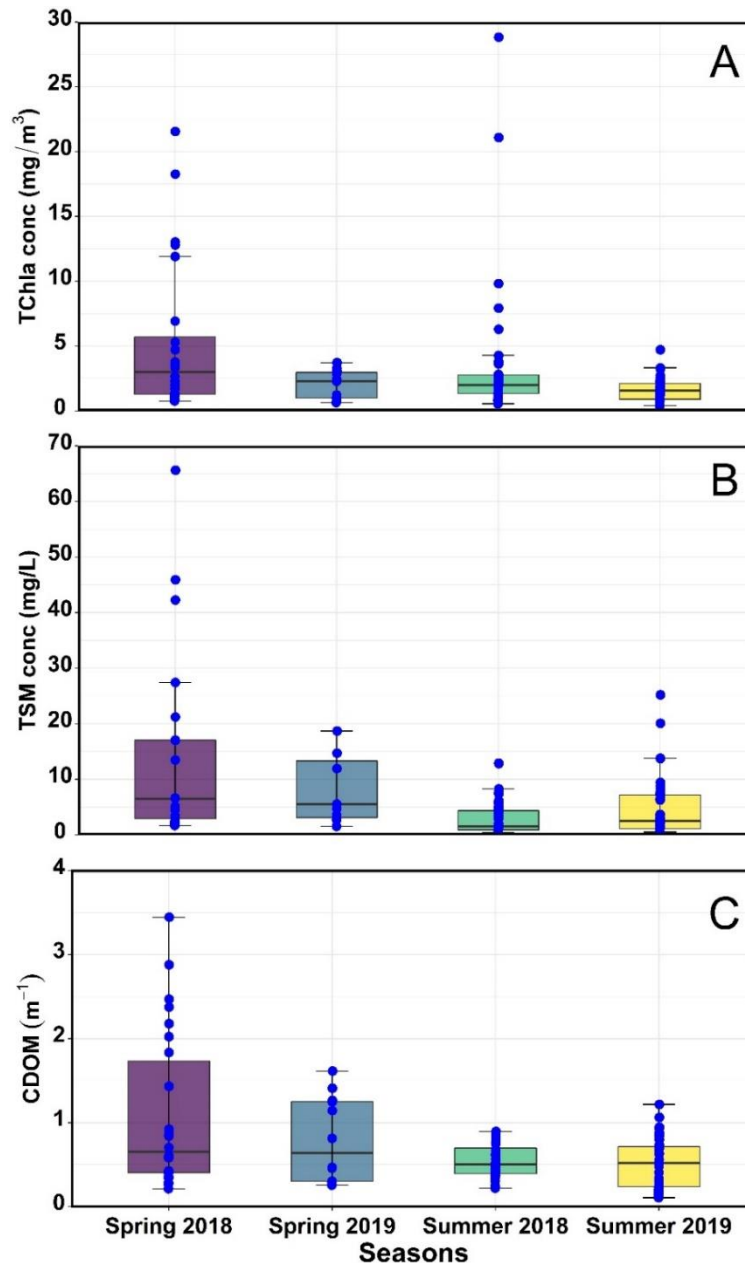 A
TChla conc (mg/m³)
30
25
20
15
10
5
0
B
TSM conc (mg/L)
70
60
50
40
30
20
10
0
C
CDOM (m⁻¹)
4
3
2
1
0
Spring 2018 Spring 2019 Summer 2018 Summer 2019
Seasons